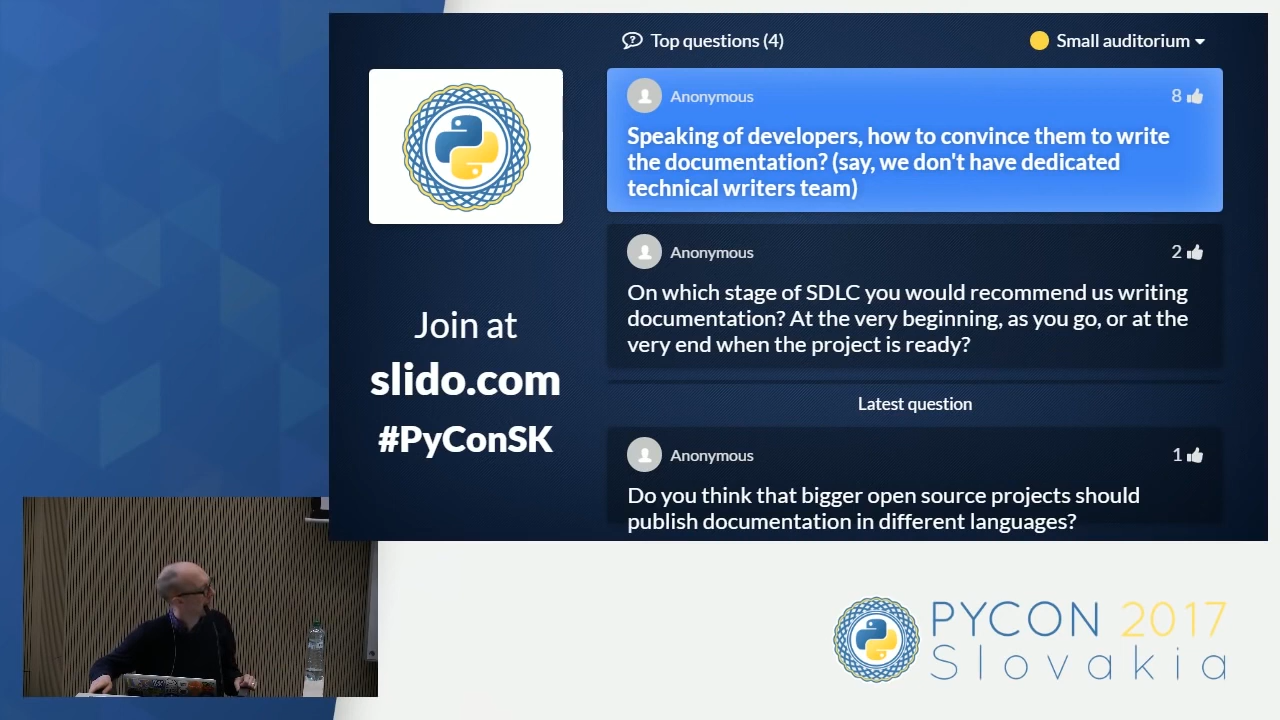 Top questions (4)
Small auditorium
Anonymous
8
Speaking of developers, how to convince them to write
the documentation? (say, we don't have dedicated
technical writers team)
Anonymous
2
On which stage of SDLC you would recommend us writing
documentation? At the very beginning, as you go, or at the
very end when the project is ready?
Join at
slido.com
#PyConSK
Latest question
Anonymous
1
Do you think that bigger open source projects should
publish documentation in different languages?
PYCON 2017
Slovakia